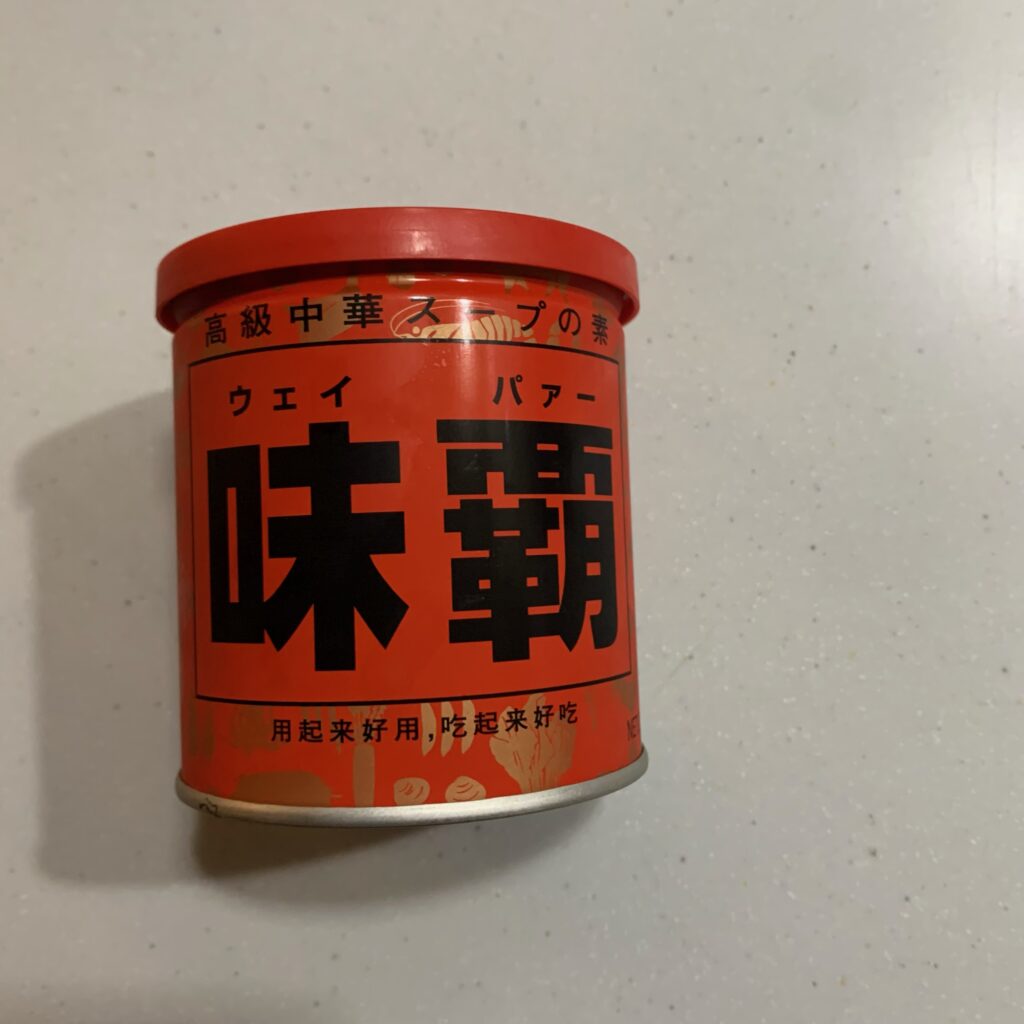 高級中華スープの素
ウェイ パァー
味覇
用起来好用,吃起来好吃
NET